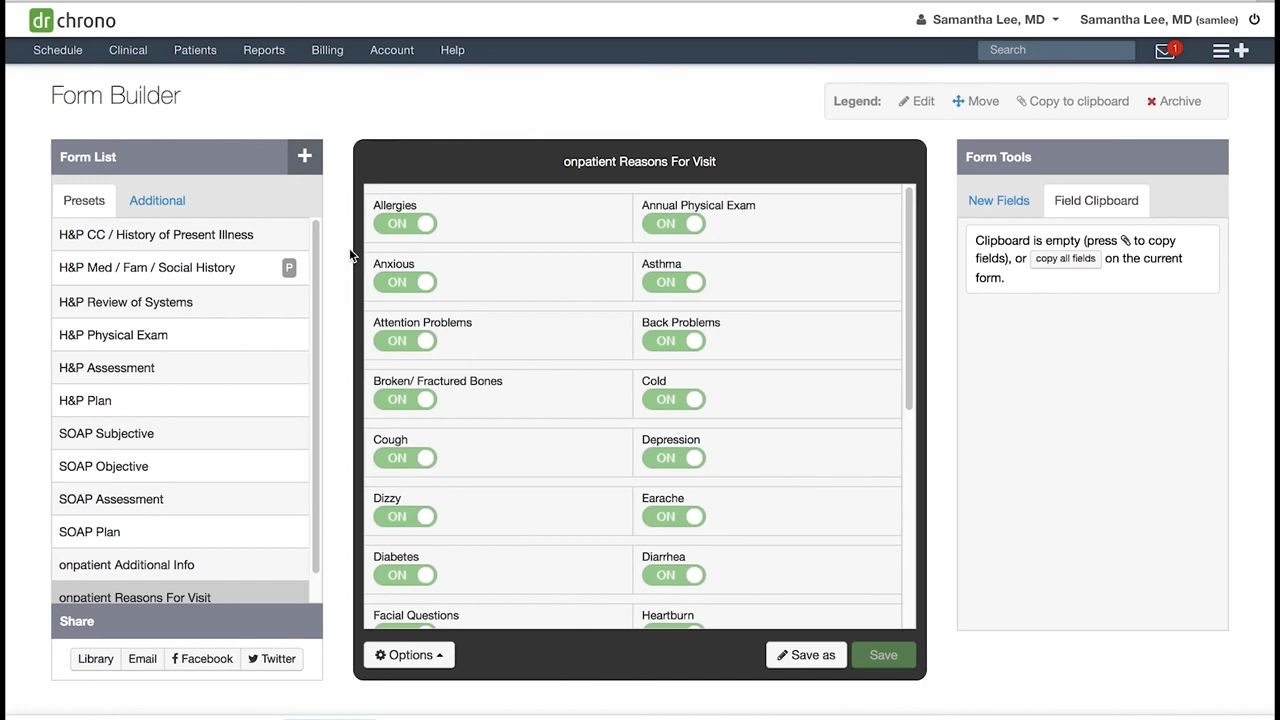 dr chrono
Samantha Lee, MD
Samantha Lee, MD (samlee)
Schedule Clinical Patients Reports Billing Account Help
Search
1
Form Builder
Legend: Edit Move Copy to clipboard Archive
Form List
Presets Additional
H&P CC / History of Present Illness
H&P Med / Fam / Social History P
H&P Review of Systems
H&P Physical Exam
H&P Assessment
H&P Plan
SOAP Subjective
SOAP Objective
SOAP Assessment
SOAP Plan
onpatient Additional Info
onpatient Reasons For Visit
Share
Library Email Facebook Twitter
onpatient Reasons For Visit
Allergies Annual Physical Exam
ON ON
Anxious Asthma
ON ON
Attention Problems Back Problems
ON ON
Broken/ Fractured Bones Cold
ON ON
Cough Depression
ON ON
Dizzy Earache
ON ON
Diabetes Diarrhea
ON ON
Facial Questions Heartburn
Options Save as Save
Form Tools
New Fields Field Clipboard
Clipboard is empty (press to copy
fields), or copy all fields on the current
form.